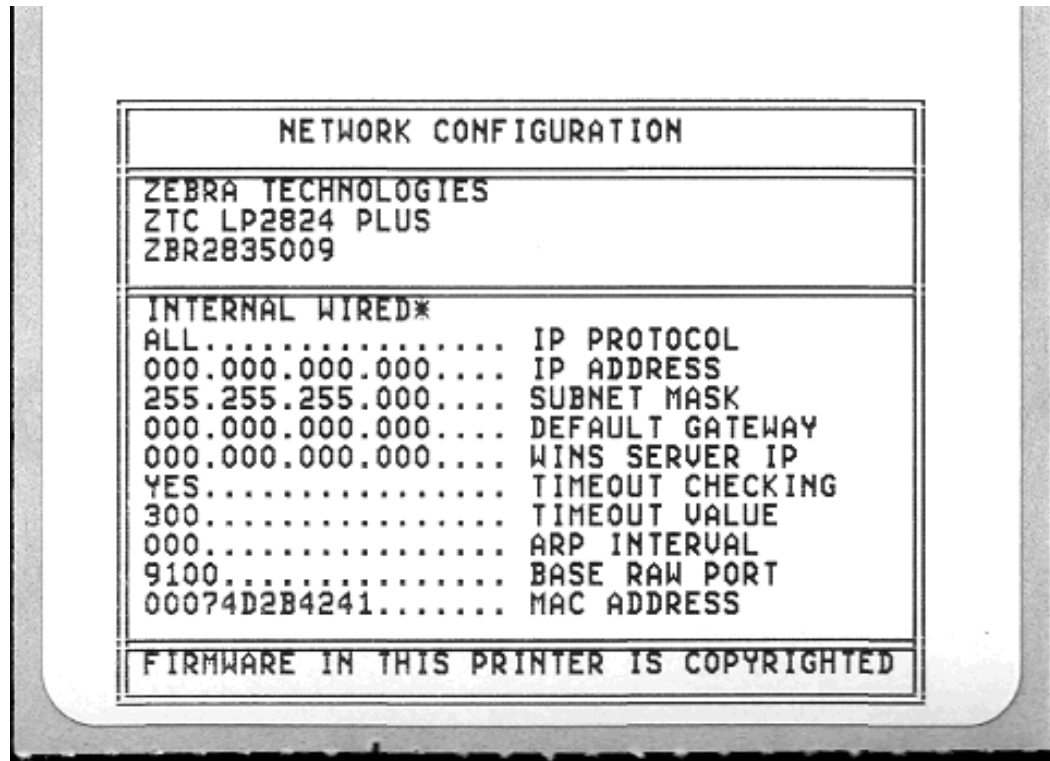 NETWORK CONFIGURATION
ZEBRA TECHNOLOGIES
ZTC LP2824 PLUS
ZBR2835009
INTERNAL WIRED*
ALL................ IP PROTOCOL
000.000.000.000.... IP ADDRESS
255.255.255.000.... SUBNET MASK
000.000.000.000.... DEFAULT GATEWAY
000.000.000.000.... WINS SERVER IP
YES................ TIMEOUT CHECKING
300................ TIMEOUT VALUE
000................ ARP INTERVAL
9100............... BASE RAW PORT
00074D2B4241....... MAC ADDRESS
FIRMWARE IN THIS PRINTER IS COPYRIGHTED